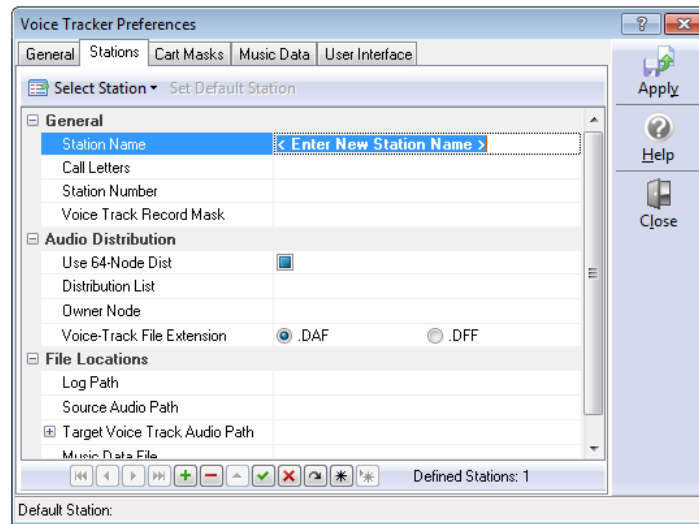 Voice Tracker Preferences
General Stations Cart Masks Music Data User Interface
Select Station Set Default Station
General
Station Name < Enter New Station Name >
Call Letters
Station Number
Voice Track Record Mask
Audio Distribution
Use 64-Node Dist
Distribution List
Owner Node
Voice-Track File Extension .DAF .DFF
File Locations
Log Path
Source Audio Path
Target Voice Track Audio Path
Music Data File
Defined Stations: 1
Default Station:
Apply
Help
Close